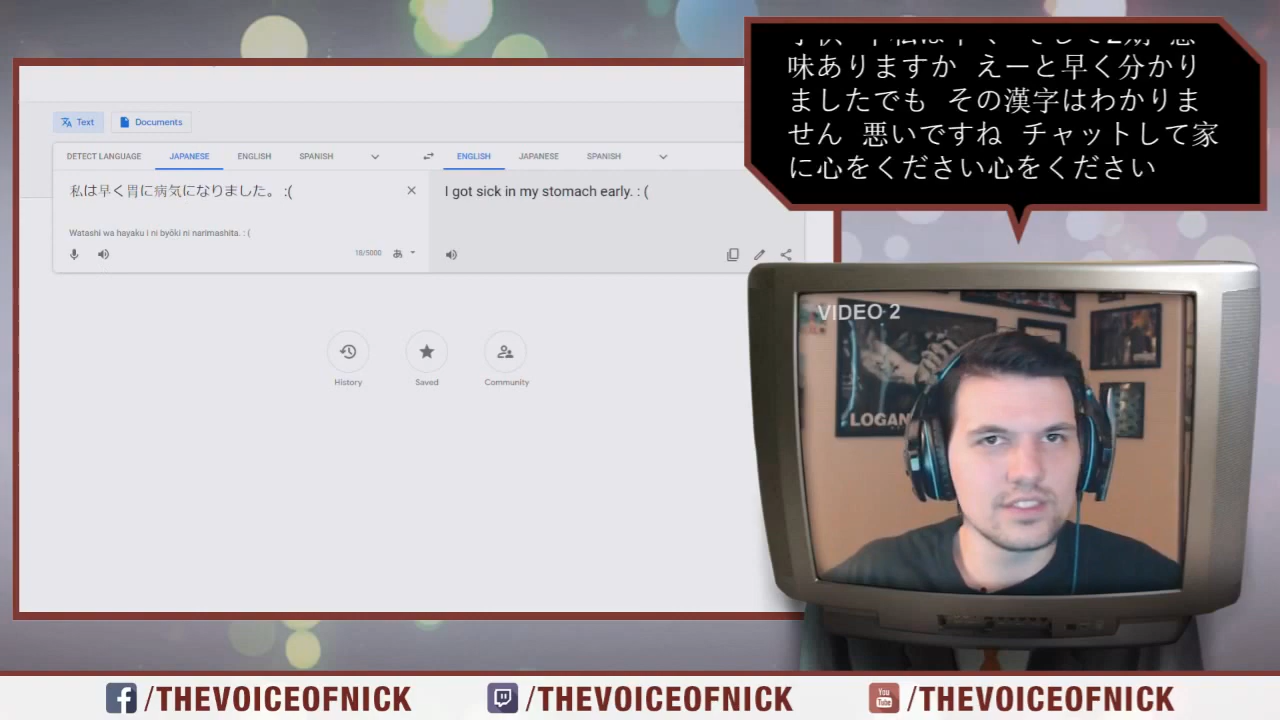 味ありますか えーと早く分かり
ましたでも その漢字はわかりま
せん 悪いですね チャットして家
に心をください心をください
Text Documents
DETECT LANGUAGE JAPANESE ENGLISH SPANISH ENGLISH JAPANESE SPANISH
私は早く胃に病気になりました。 :(
I got sick in my stomach early. : (
Watashi wa hayaku i ni byōki ni narimashita. : (
18/5000 あ
History Saved Community
VIDEO 2
LOGAN
/THEVOICEOFNICK /THEVOICEOFNICK You Tube /THEVOICEOFNICK